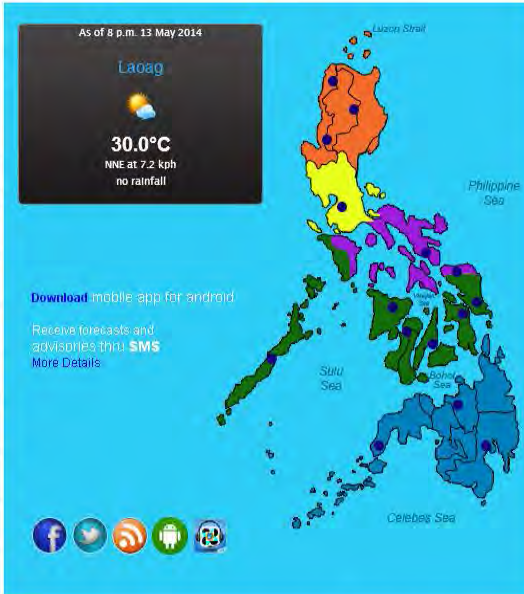 As of 8 p.m. 13 May 2014
Laoag
30.0°C
NNE at 7.2 kph
no rainfall
Luzon Strait
Philippine
Sea
Download mobile app for android
Receive forecasts and
advisories thru SMS
More Details
Visayan
Sea
Sulu
Sea
Bohol
Sea
Celebes Sea